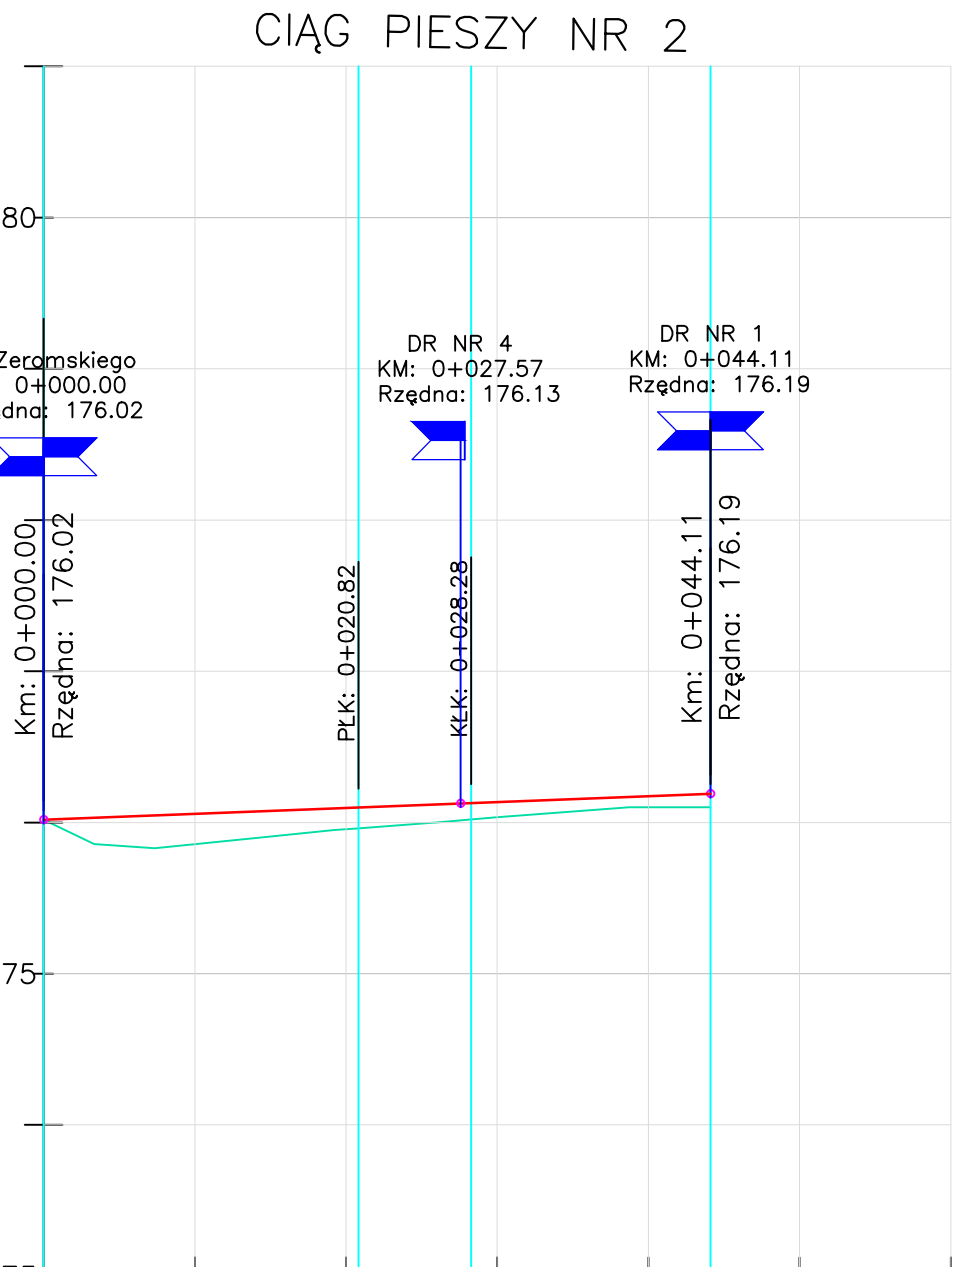 CIĄG PIESZY NR 2
80
Zeromskiego
0+000.00
dna: 176.02
DR NR 4
KM: 0+027.57
Rzędna: 176.13
DR NR 1
KM: 0+044.11
Rzędna: 176.19
Km: 0+000.00
Rzędna: 176.02
PŁK: 0+020.82
KŁK: 0+028.28
Km: 0+044.11
Rzędna: 176.19
75